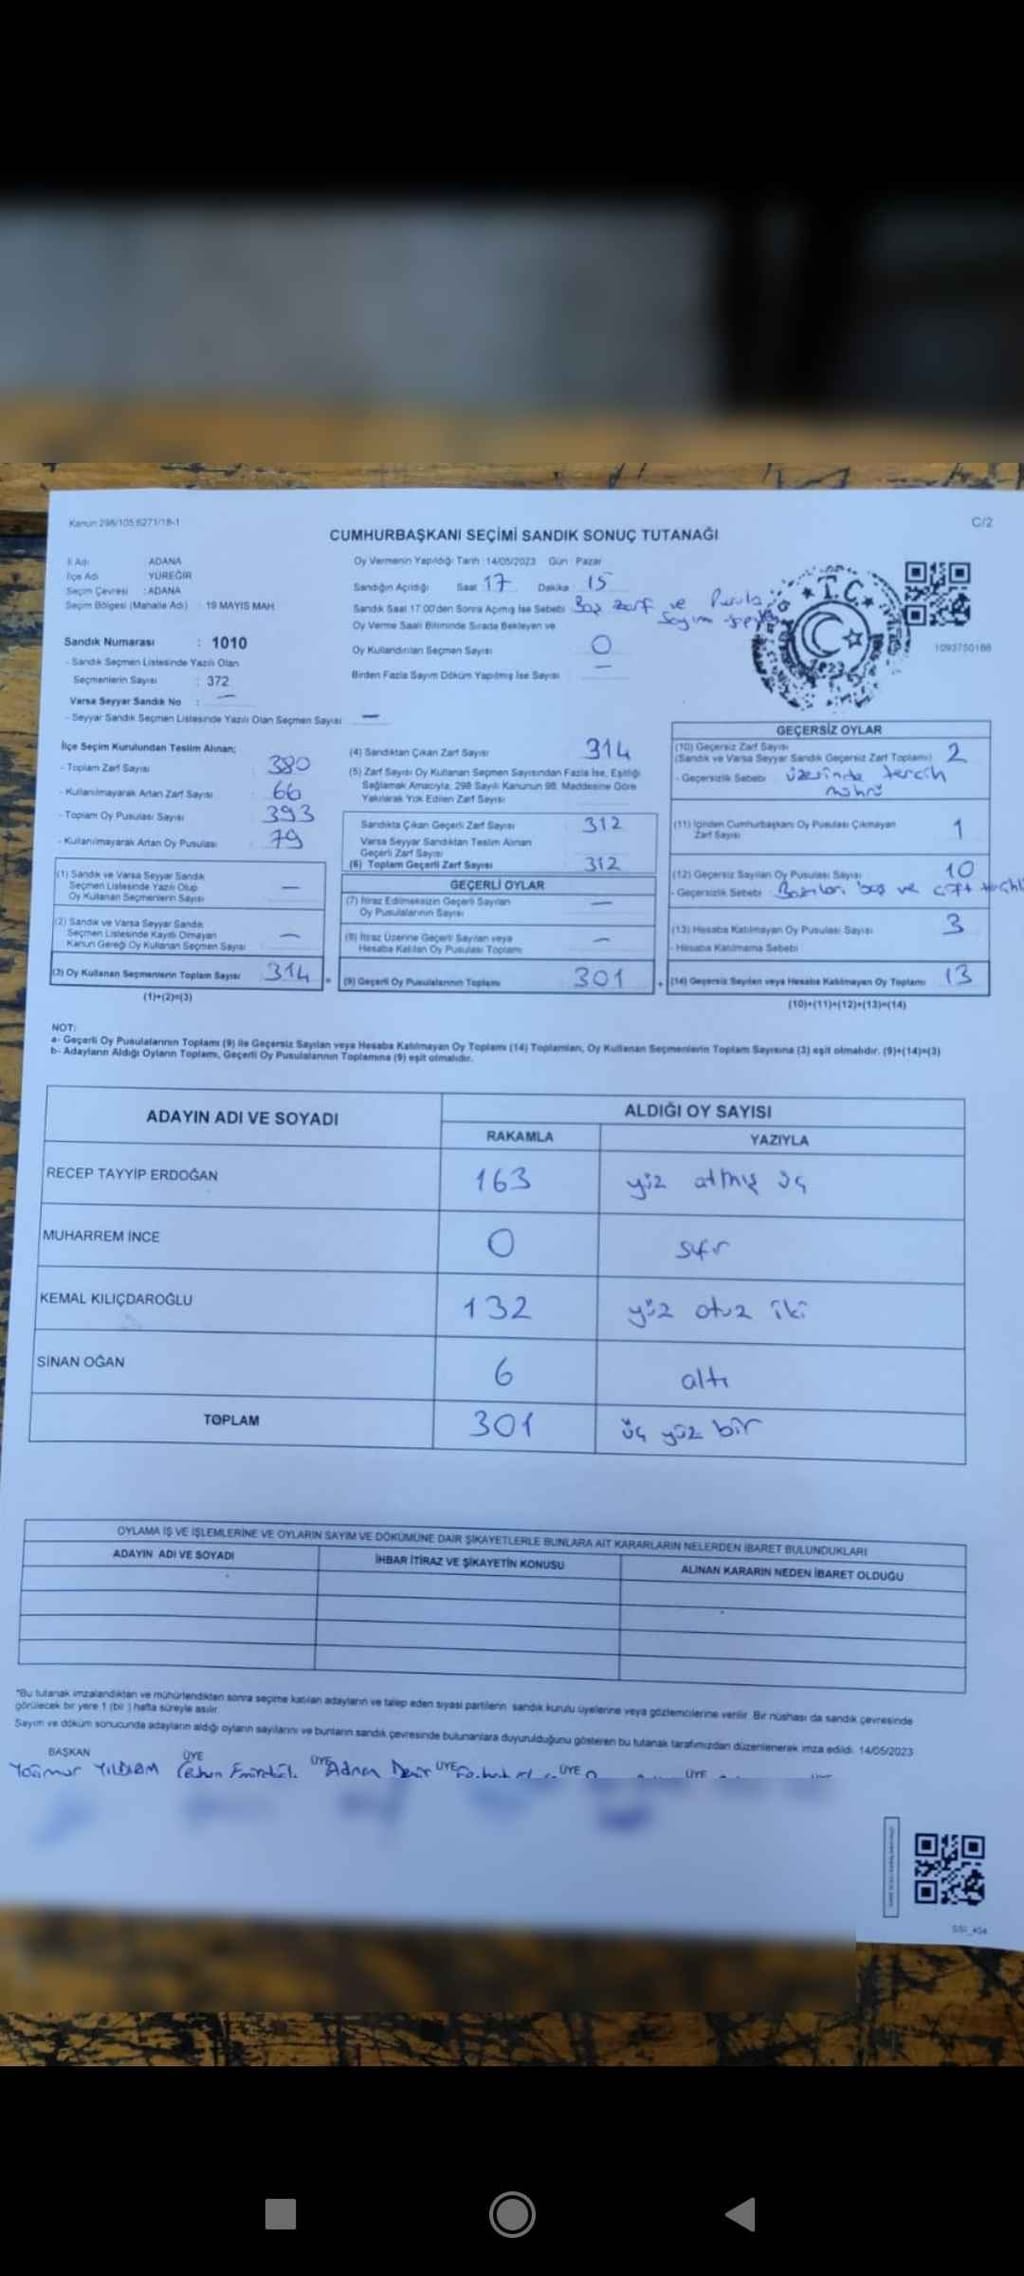 Kanun 298/105,6271/18-1
C/2
CUMHURBAŞKANI SEÇİMİ SANDIK SONUÇ TUTANAĞI
İl Adı ADANA
İlçe Adı YÜREĞİR
Seçim Çevresi : ADANA
Seçim Bölgesi (Mahalle Adı) : 19 MAYIS MAH.
Sandık Numarası : 1010
- Sandık Seçmen Listesinde Yazılı Olan
Seçmenlerin Sayısı : 372
Varsa Seyyar Sandık No : —
- Seyyar Sandık Seçmen Listesinde Yazılı Olan Seçmen Sayısı —
Oy Vermenin Yapıldığı Tarih : 14/05/2023 Gün : Pazar
Sandığın Açıldığı Saat 17 Dakika 15
Sandık Saat 17.00'den Sonra Açılmış İse Sebebi Boş zarf ve Pusula
Sayım
Oy Verme Saati Bitiminde Sırada Bekleyen ve
Oy Kullandırılan Seçmen Sayısı 0
Birden Fazla Sayım Döküm Yapılmış İse Sayısı —
T.C.
1093750186
İlçe Seçim Kurulundan Teslim Alınan;
- Toplam Zarf Sayısı 380
- Kullanılmayarak Artan Zarf Sayısı 66
- Toplam Oy Pusulası Sayısı 393
- Kullanılmayarak Artan Oy Pusulası 79
(1) Sandık ve Varsa Seyyar Sandık
Seçmen Listesinde Yazılı Olup
Oy Kullanan Seçmenlerin Sayısı —
(2) Sandık ve Varsa Seyyar Sandık
Seçmen Listesinde Kayıtlı Olmayan
Kanun Gereği Oy Kullanan Seçmen Sayısı —
(3) Oy Kullanan Seçmenlerin Toplam Sayısı 314
(1)+(2)=(3)
(4) Sandıktan Çıkan Zarf Sayısı 314
(5) Zarf Sayısı Oy Kullanan Seçmen Sayısından Fazla İse, Eşitliği
Sağlamak Amacıyla, 298 Sayılı Kanunun 98. Maddesine Göre
Yakılarak Yok Edilen Zarf Sayısı
Sandıkta Çıkan Geçerli Zarf Sayısı 312
Varsa Seyyar Sandıktan Teslim Alınan
Geçerli Zarf Sayısı
(6) Toplam Geçerli Zarf Sayısı 312
GEÇERLİ OYLAR
(7) İtiraz Edilmeksizin Geçerli Sayılan
Oy Pusulalarının Sayısı —
(8) İtiraz Üzerine Geçerli Sayılan veya
Hesaba Katılan Oy Pusulası Toplamı —
(9) Geçerli Oy Pusulalarının Toplamı 301
GEÇERSİZ OYLAR
(10) Geçersiz Zarf Sayısı
(Sandık ve Varsa Seyyar Sandık Geçersiz Zarf Toplamı) 2
- Geçersizlik Sebebi üzerinde tercih
mührü
(11) İçinden Cumhurbaşkanı Oy Pusulası Çıkmayan
Zarf Sayısı 1
(12) Geçersiz Sayılan Oy Pusulası Sayısı 10
- Geçersizlik Sebebi Bazıları boş ve çift tercihli
(13) Hesaba Katılmayan Oy Pusulası Sayısı 3
- Hesaba Katılmama Sebebi
(14) Geçersiz Sayılan veya Hesaba Katılmayan Oy Toplamı 13
(10)+(11)+(12)+(13)=(14)
NOT:
a- Geçerli Oy Pusulalarının Toplamı (9) ile Geçersiz Sayılan veya Hesaba Katılmayan Oy Toplamı (14) Toplamları, Oy Kullanan Seçmenlerin Toplam Sayısına (3) eşit olmalıdır. (9)+(14)=(3)
b- Adayların Aldığı Oyların Toplamı, Geçerli Oy Pusulalarının Toplamına (9) eşit olmalıdır.
ADAYIN ADI VE SOYADI
ALDIĞI OY SAYISI
RAKAMLA YAZIYLA
RECEP TAYYİP ERDOĞAN 163 yüz atmış üç
MUHARREM İNCE 0 sıfır
KEMAL KILIÇDAROĞLU 132 yüz otuz iki
SİNAN OĞAN 6 altı
TOPLAM 301 üç yüz bir
OYLAMA İŞ VE İŞLEMLERİNE VE OYLARIN SAYIM VE DÖKÜMÜNE DAİR ŞİKAYETLERLE BUNLARA AİT KARARLARIN NELERDEN İBARET BULUNDUKLARI
ADAYIN ADI VE SOYADI İHBAR İTİRAZ VE ŞİKAYETİN KONUSU ALINAN KARARIN NEDEN İBARET OLDUĞU
*Bu tutanak imzalandıktan ve mühürlendikten sonra seçime katılan adayların ve talep eden siyasi partilerin sandık kurulu üyelerine veya gözlemcilerine verilir. Bir nüshası da sandık çevresinde
görülecek bir yere 1 (bir ) hafta süreyle asılır.
Sayım ve döküm sonucunda adayların aldığı oyların sayılarını ve bunların sandık çevresinde bulunanlara duyurulduğunu gösteren bu tutanak tarafımızdan düzenlenerek imza edildi. 14/05/2023
BAŞKAN ÜYE ÜYE ÜYE ÜYE ÜYE
YILDIRIM Adnan